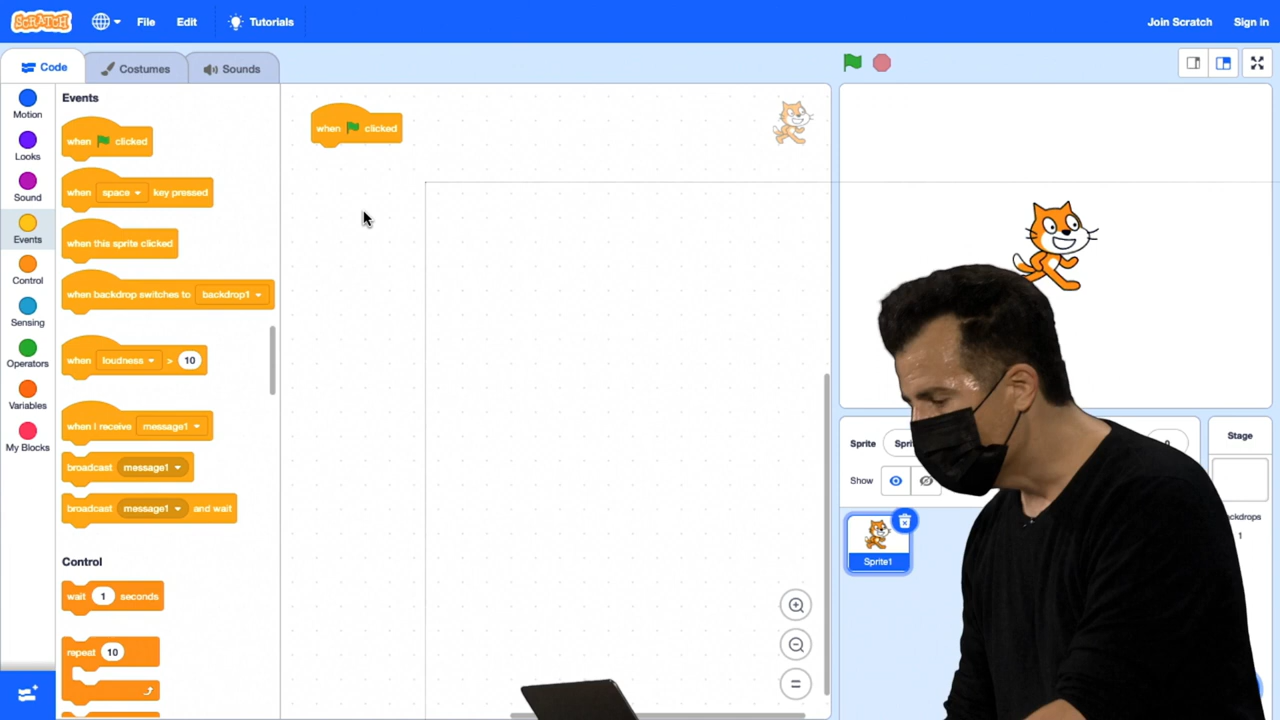 SCRATCH File Edit Tutorials Join Scratch Sign in
Code Costumes Sounds
Motion
Looks
Sound
Events
Control
Sensing
Operators
Variables
My Blocks
Events
when clicked
when space key pressed
when this sprite clicked
when backdrop switches to backdrop1
when loudness > 10
when I receive message1
broadcast message1
broadcast message1 and wait
Control
wait 1 seconds
repeat 10
when clicked
Sprite
Show
Sprite1
Stage
1